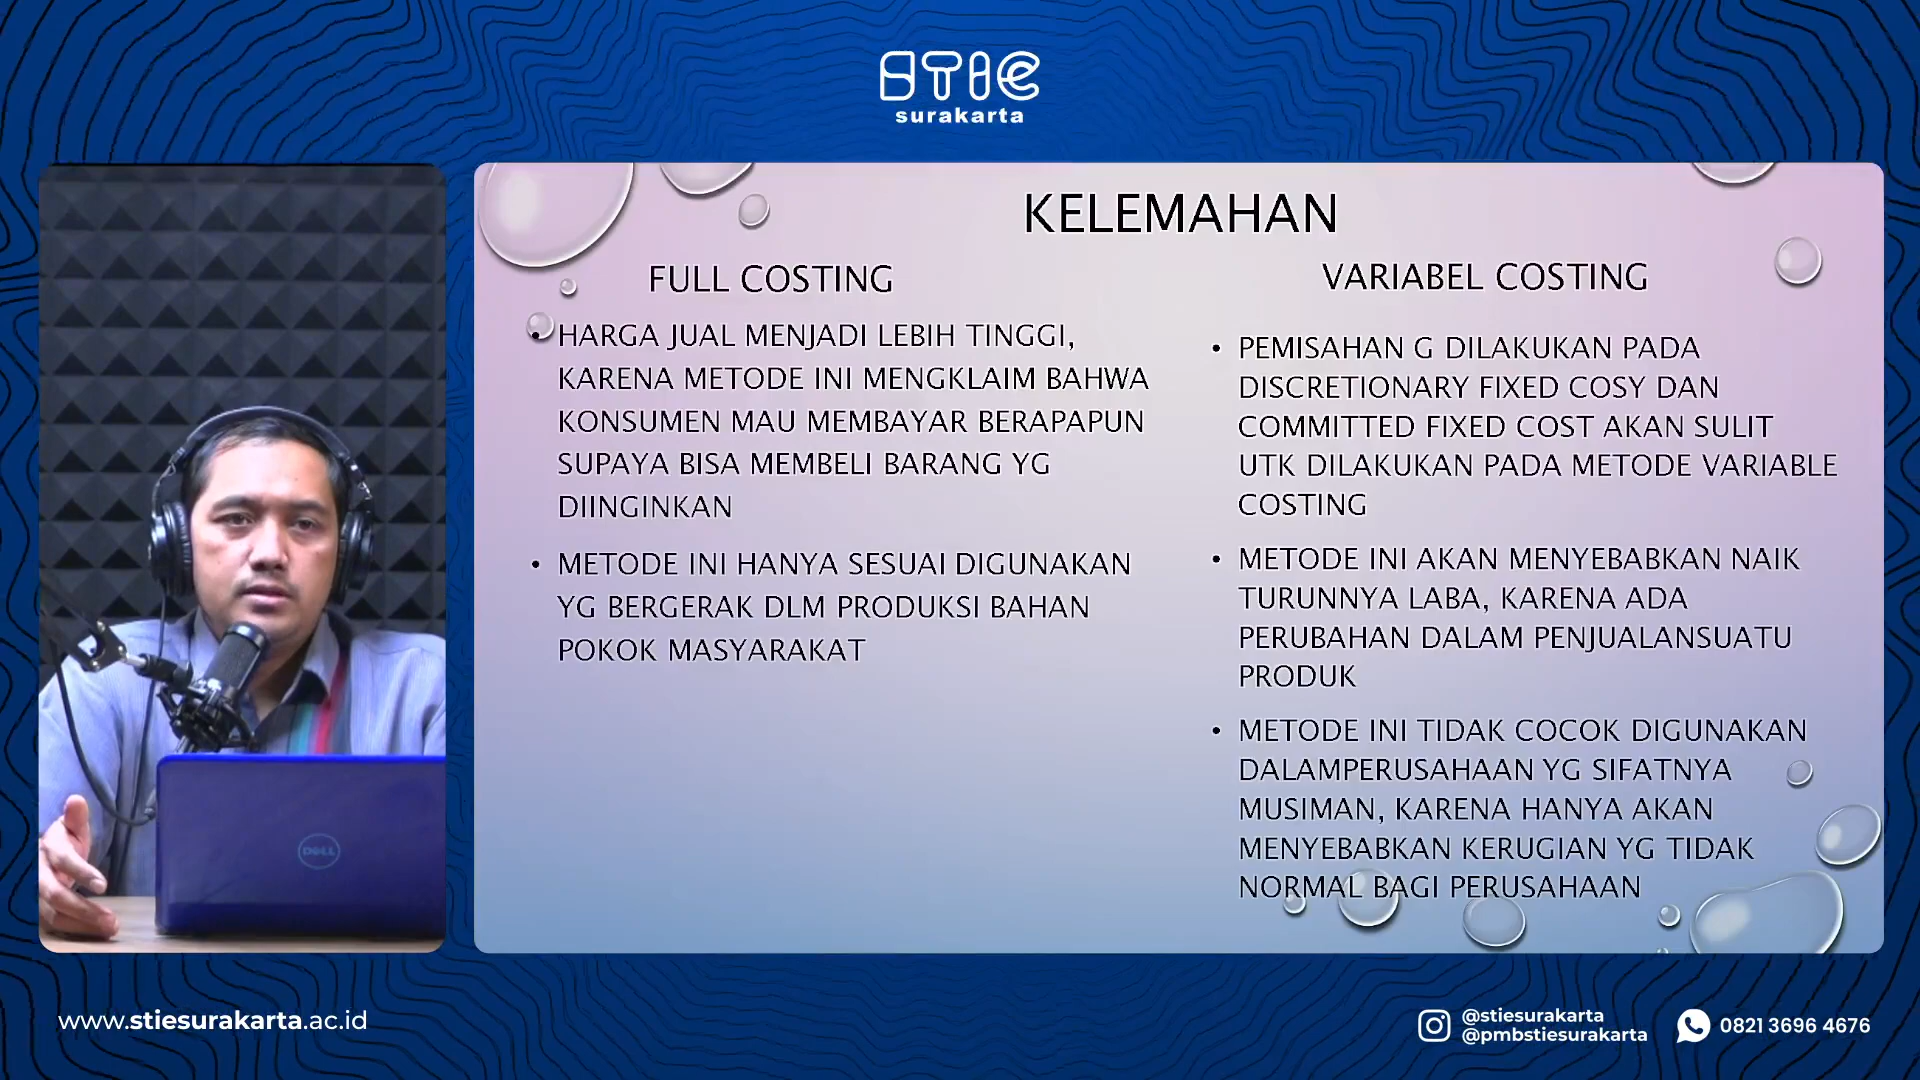 STIE
surakarta
KELEMAHAN
FULL COSTING
• HARGA JUAL MENJADI LEBIH TINGGI,
KARENA METODE INI MENGKLAIM BAHWA
KONSUMEN MAU MEMBAYAR BERAPAPUN
SUPAYA BISA MEMBELI BARANG YG
DIINGINKAN
• METODE INI HANYA SESUAI DIGUNAKAN
YG BERGERAK DLM PRODUKSI BAHAN
POKOK MASYARAKAT
VARIABEL COSTING
• PEMISAHAN G DILAKUKAN PADA
DISCRETIONARY FIXED COSY DAN
COMMITTED FIXED COST AKAN SULIT
UTK DILAKUKAN PADA METODE VARIABLE
COSTING
• METODE INI AKAN MENYEBABKAN NAIK
TURUNNYA LABA, KARENA ADA
PERUBAHAN DALAM PENJUALANSUATU
PRODUK
• METODE INI TIDAK COCOK DIGUNAKAN
DALAMPERUSAHAAN YG SIFATNYA
MUSIMAN, KARENA HANYA AKAN
MENYEBABKAN KERUGIAN YG TIDAK
NORMAL BAGI PERUSAHAAN
DELL
www.stiesurakarta.ac.id
@stiesurakarta
@pmbstiesurakarta
0821 3696 4676